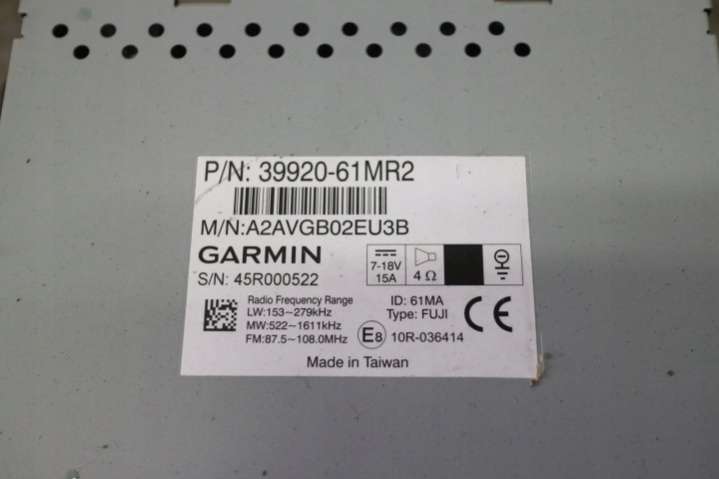 P/N: 39920-61MR2
M/N:A2AVGB02EU3B
GARMIN
S/N: 45R000522
7-18V
15A
4 Ω
Radio Frequency Range
LW:153~279kHz
MW:522~1611kHz
FM:87.5~108.0MHz
ID: 61MA
Type: FUJI
E8 10R-036414
CE
Made in Taiwan